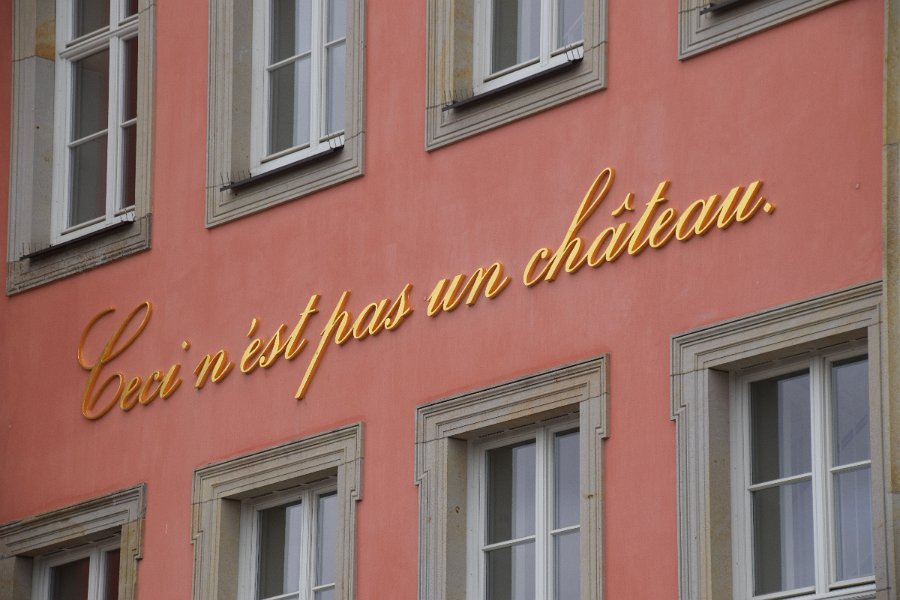 Ceci n'est pas un château.